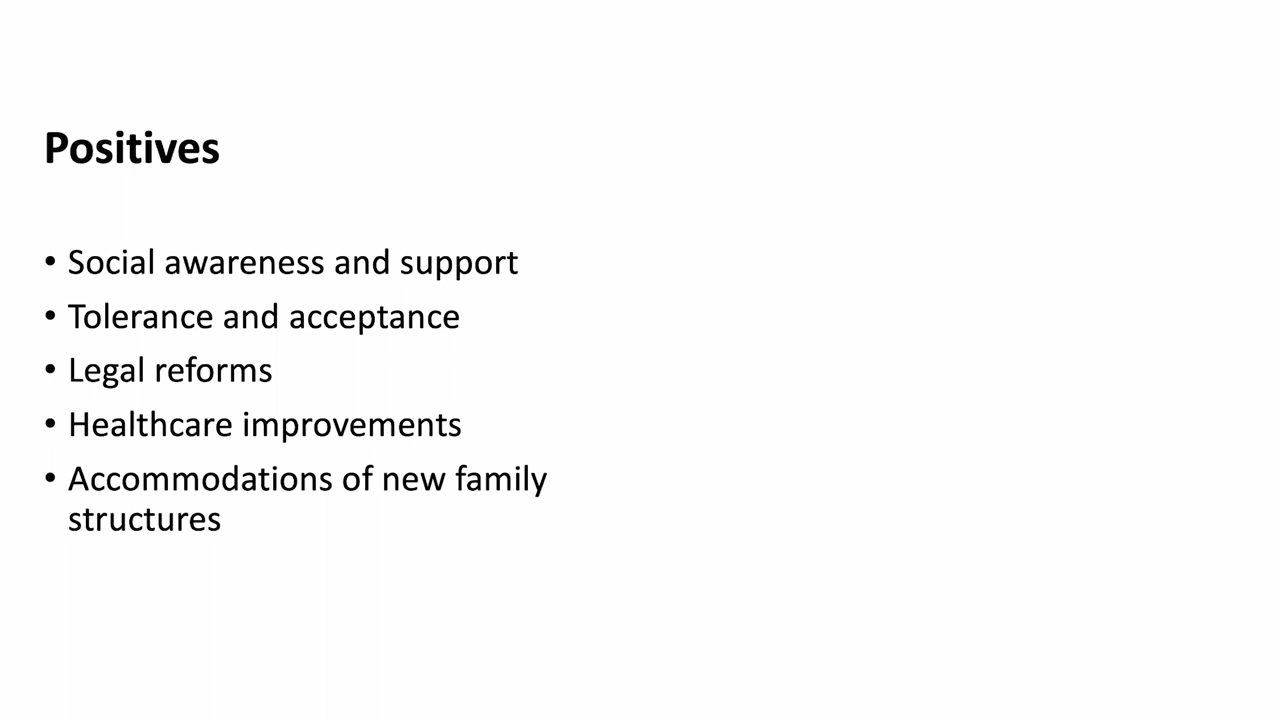 Positives
• Social awareness and support
• Tolerance and acceptance
• Legal reforms
• Healthcare improvements
• Accommodations of new family
structures